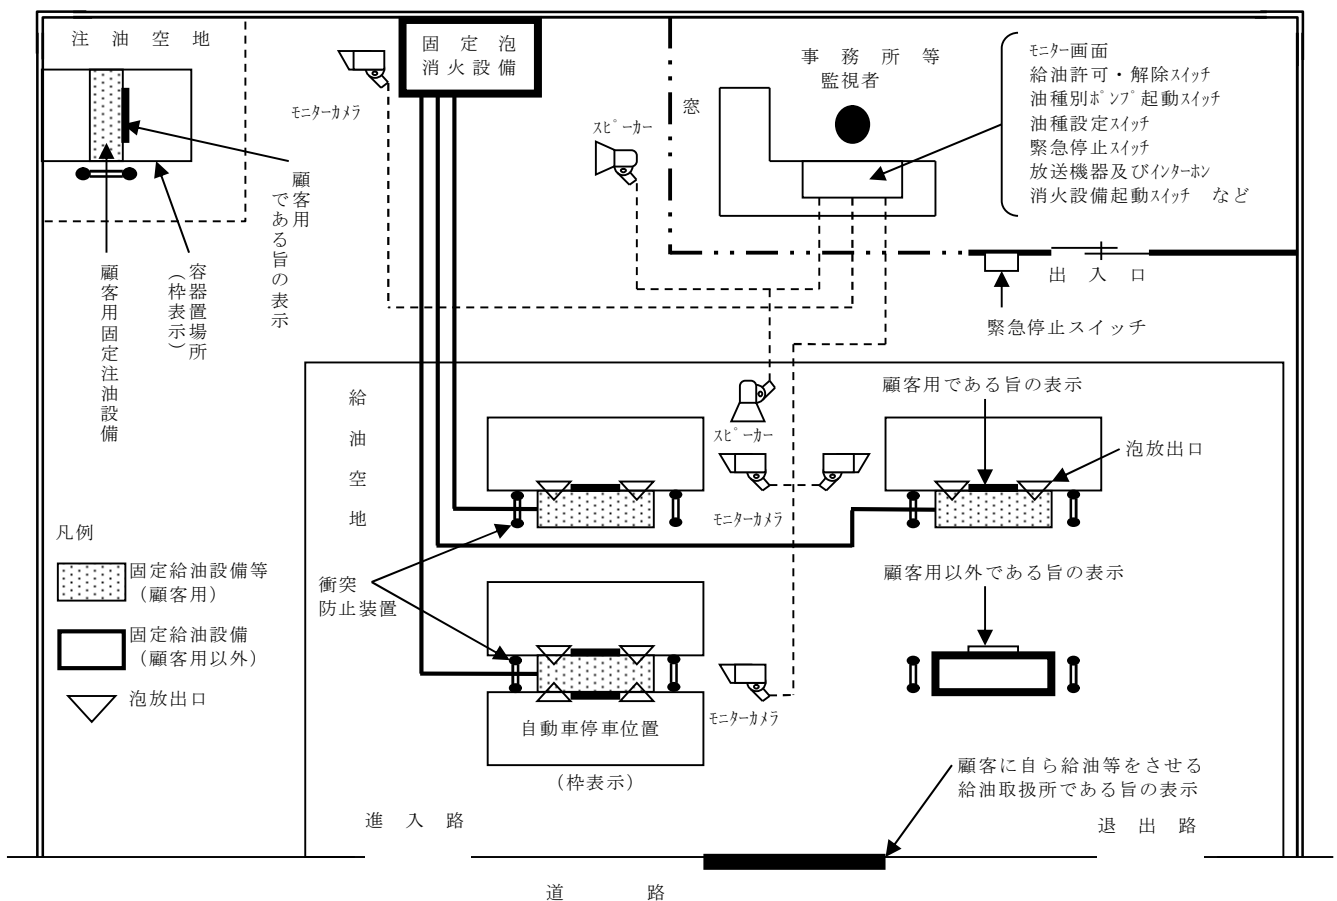 注油空地
固定泡
消火設備
モニターカメラ
スピーカー
窓
事務所等
監視者
モニター画面
給油許可・解除スイッチ
油種別ポンプ起動スイッチ
油種設定スイッチ
緊急停止スイッチ
放送機器及びインターホン
消火設備起動スイッチ　など
顧客用
である旨の表示
顧客用固定注油設備
容器置場所
（枠表示）
出入口
緊急停止スイッチ
給油空地
スピーカー
モニターカメラ
顧客用である旨の表示
泡放出口
凡例
固定給油設備等
（顧客用）
固定給油設備
（顧客用以外）
泡放出口
衝突
防止装置
顧客用以外である旨の表示
モニターカメラ
自動車停車位置
（枠表示）
顧客に自ら給油等をさせる
給油取扱所である旨の表示
進入路
退出路
道路